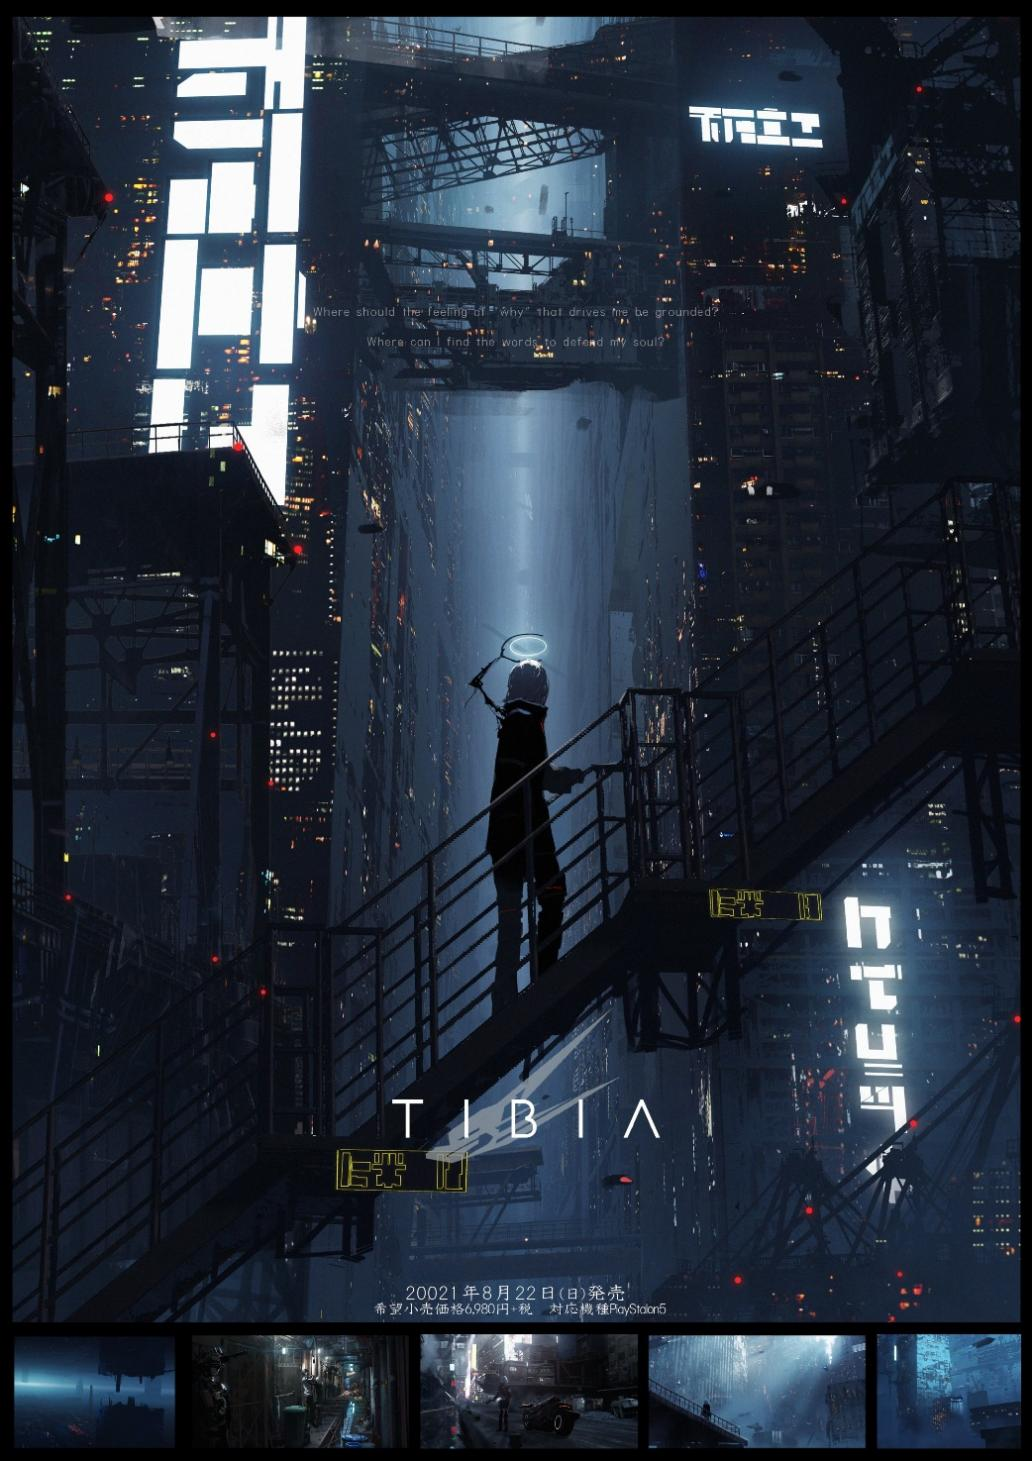 Where should the feeling of "why" that drives me be grounded?
Where can I find the words to defend my soul?
TIBIA
20021年8月22日(日)発売
希望小売価格6,980円+税 対応機種PlayStaion5